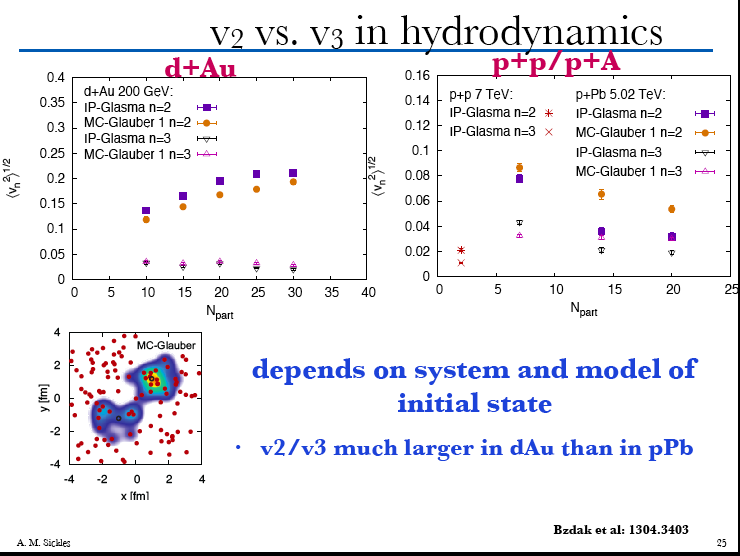 v2 vs. v3 in hydrodynamics
d+Au
p+p/p+A
0.4
0.35
0.3
0.25
0.2
0.15
0.1
0.05
0
⟨vn2⟩1/2
d+Au 200 GeV:
IP-Glasma n=2
MC-Glauber 1 n=2
IP-Glasma n=3
MC-Glauber 1 n=3
0 5 10 15 20 25 30 35 40
Npart
0.16
0.14
0.12
0.1
0.08
0.06
0.04
0.02
0
⟨vn2⟩1/2
p+p 7 TeV:
IP-Glasma n=2
IP-Glasma n=3
p+Pb 5.02 TeV:
IP-Glasma n=2
MC-Glauber 1 n=2
IP-Glasma n=3
MC-Glauber 1 n=3
0 5 10 15 20 25
Npart
MC-Glauber
4
2
0
-2
-4
y [fm]
-4 -2 0 2 4
x [fm]
depends on system and model of
initial state
· v2/v3 much larger in dAu than in pPb
Bzdak et al: 1304.3403
A. M. Sickles
25